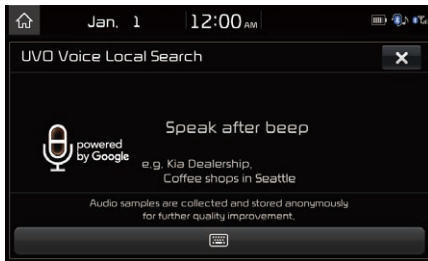 Jan. 1 12:00 AM
UVO Voice Local Search
Speak after beep
powered
by Google
e.g. Kia Dealership,
Coffee shops in Seattle
Audio samples are collected and stored anonymously
for further quality improvement.